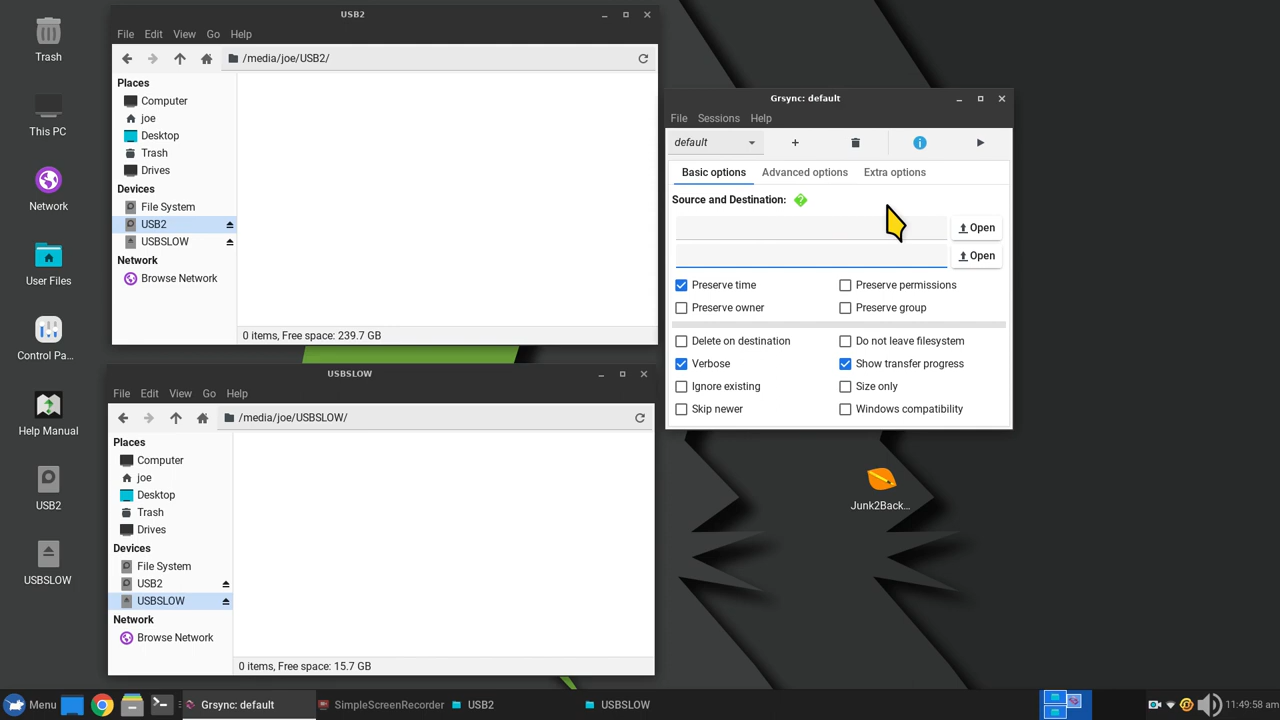 Trash
This PC
Network
User Files
Control Pa...
Help Manual
USB2
USBSLOW
USB2
File Edit View Go Help
/media/joe/USB2/
Places
Computer
joe
Desktop
Trash
Drives
Devices
File System
USB2
USBSLOW
Network
Browse Network
0 items, Free space: 239.7 GB
USBSLOW
File Edit View Go Help
/media/joe/USBSLOW/
Places
Computer
joe
Desktop
Trash
Drives
Devices
File System
USB2
USBSLOW
Network
Browse Network
0 items, Free space: 15.7 GB
Grsync: default
File Sessions Help
default
Basic options Advanced options Extra options
Source and Destination:
Open
Open
Preserve time Preserve permissions
Preserve owner Preserve group
Delete on destination Do not leave filesystem
Verbose Show transfer progress
Ignore existing Size only
Skip newer Windows compatibility
Junk2Back...
Menu Grsync: default SimpleScreenRecorder USB2 USBSLOW 11:49:58 am